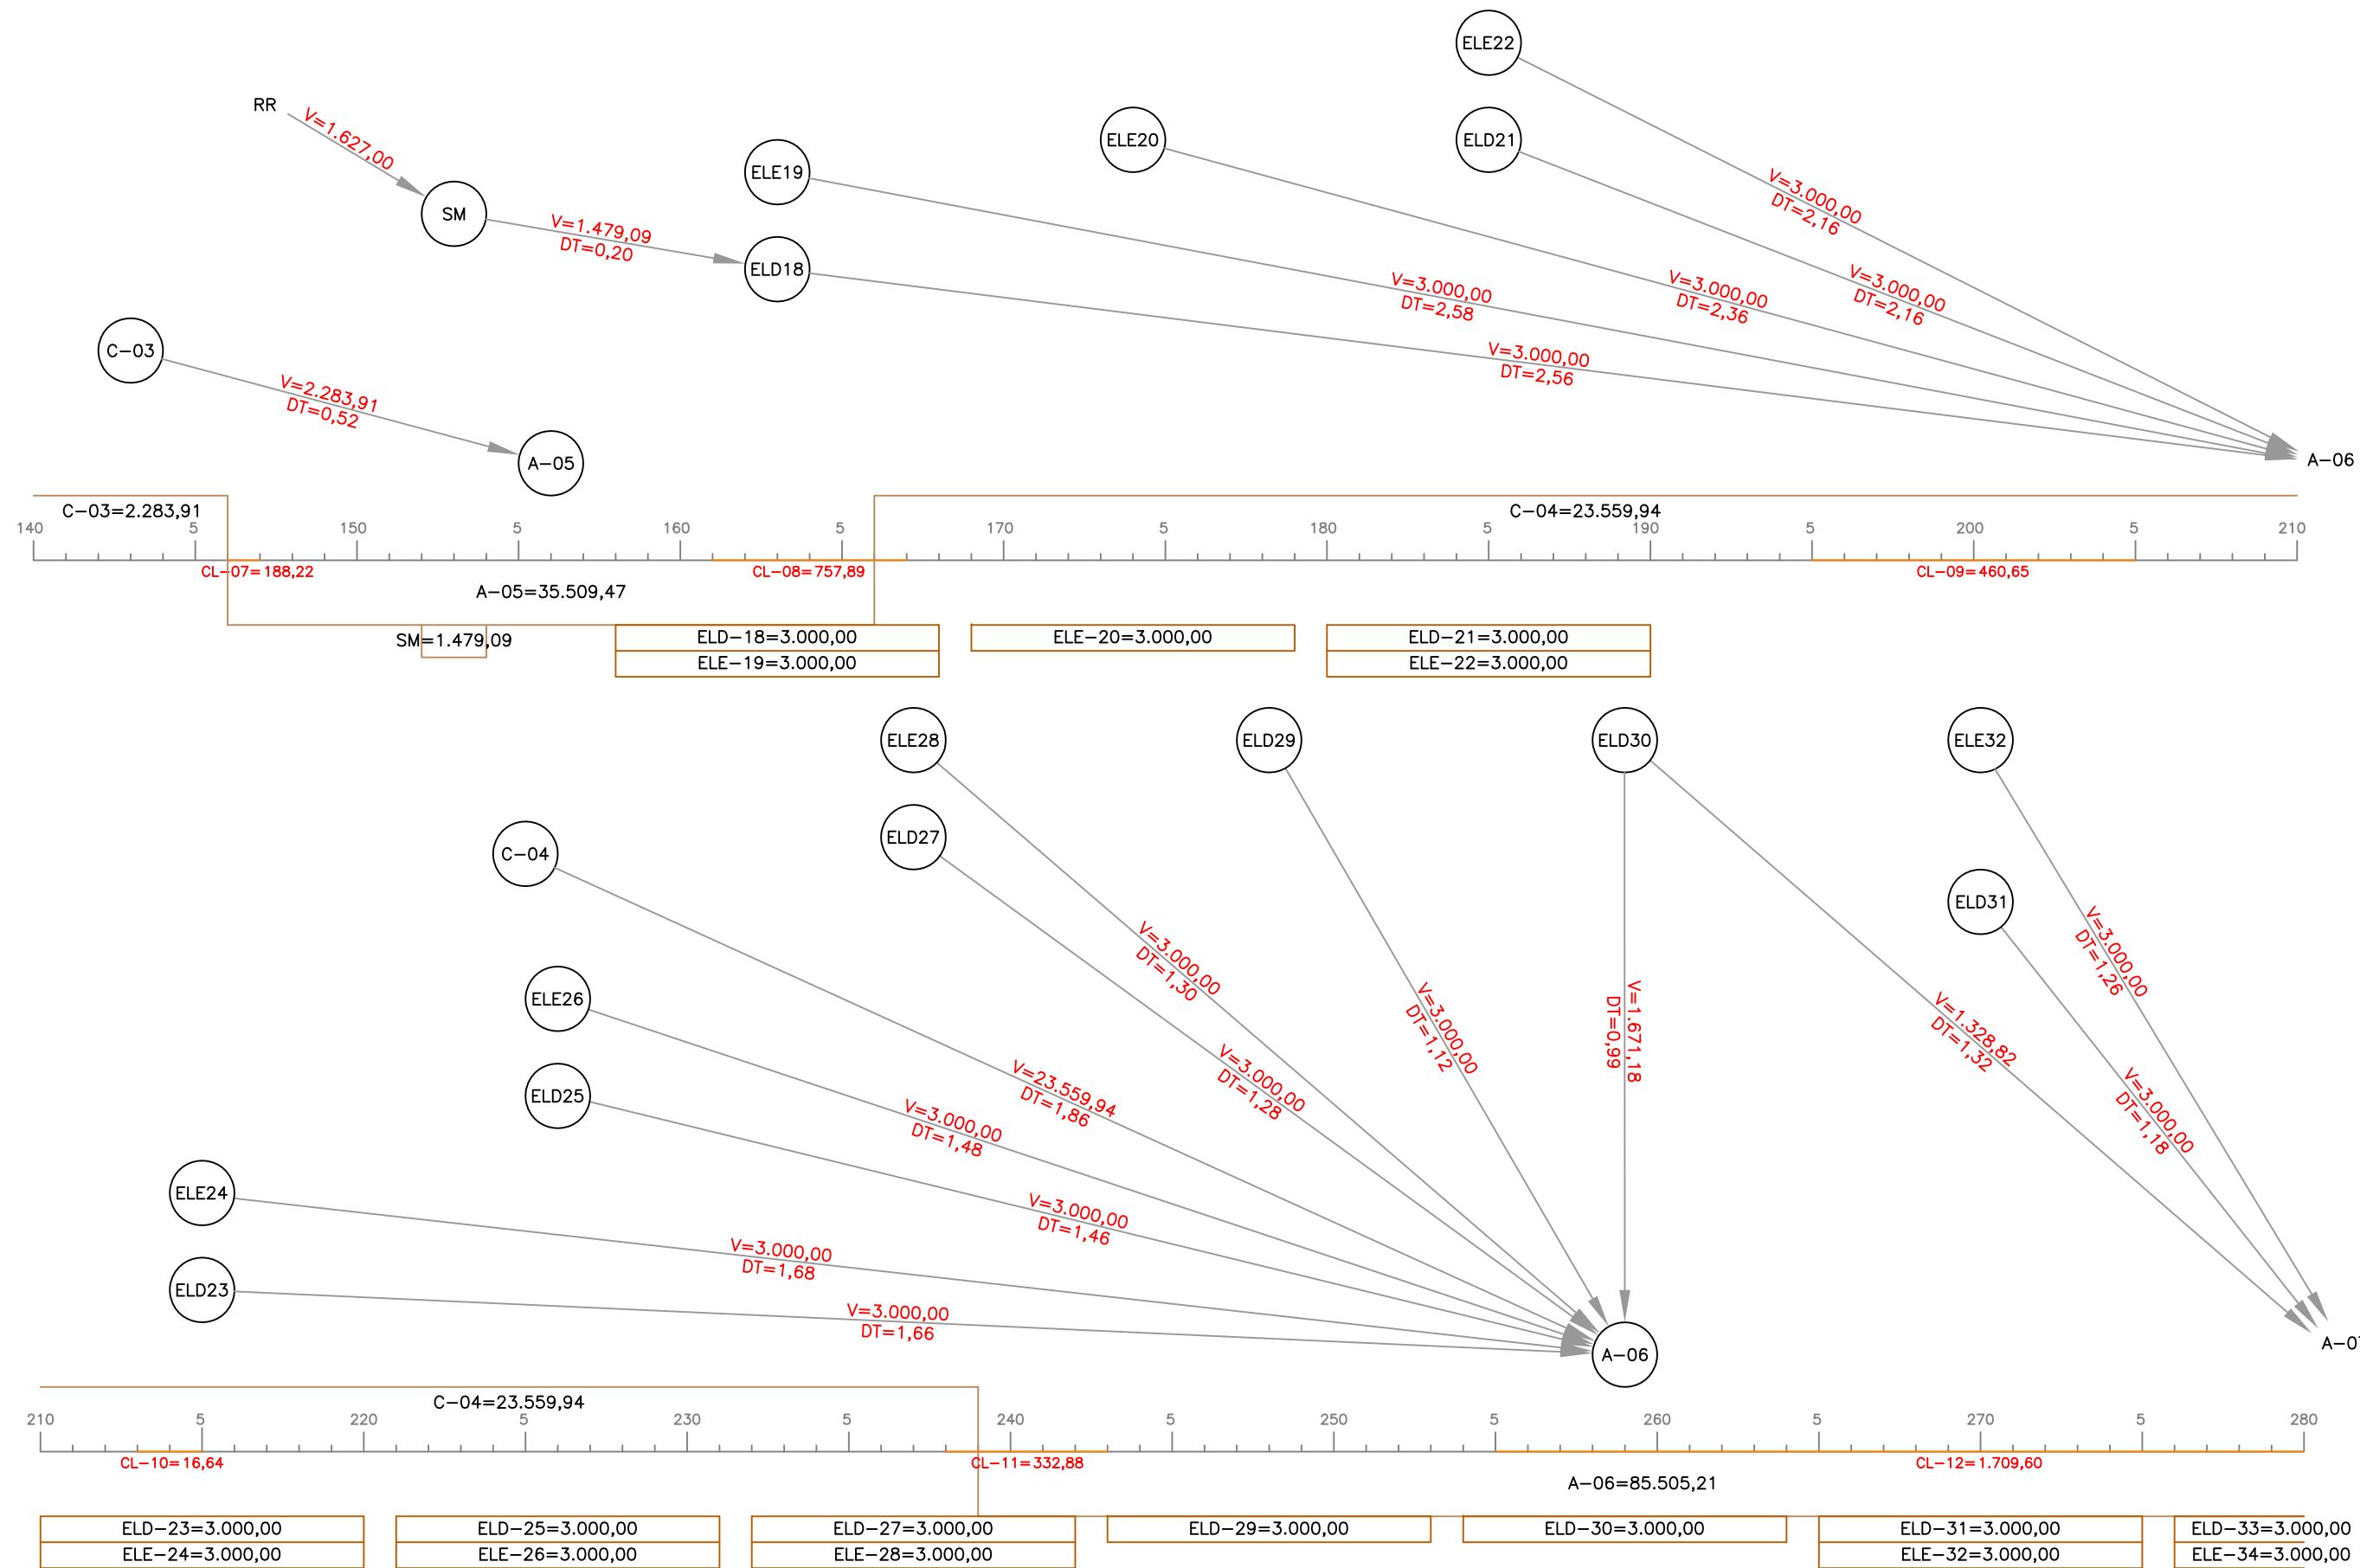 ELE22
RR
V=1.627,00
ELE20
ELD21
ELE19
SM
V=1.479,09
DT=0,20
ELD18
V=3.000,00
DT=2,16
V=3.000,00
DT=2,58
V=3.000,00
DT=2,36
V=3.000,00
DT=2,16
C-03
V=3.000,00
DT=2,56
V=2.283,91
DT=0,52
A-05
A-06
C-03=2.283,91
C-04=23.559,94
140 5 150 5 160 5 170 5 180 5 190 5 200 5 210
CL-07=188,22
CL-08=757,89
CL-09=460,65
A-05=35.509,47
SM=1.479,09
ELD-18=3.000,00
ELE-20=3.000,00
ELD-21=3.000,00
ELE-19=3.000,00
ELE-22=3.000,00
ELE28
ELD29
ELD30
ELE32
ELD27
C-04
ELD31
V=3.000,00
DT=1,30
V=3.000,00
DT=1,26
ELE26
V=3.000,00
DT=1,12
V=1.671,18
DT=0,99
V=1.328,82
DT=1,32
ELD25
V=23.559,94
DT=1,86
V=3.000,00
DT=1,28
V=3.000,00
DT=1,18
V=3.000,00
DT=1,48
ELE24
V=3.000,00
DT=1,46
V=3.000,00
DT=1,68
ELD23
V=3.000,00
DT=1,66
A-06
A-0
C-04=23.559,94
210 5 220 5 230 5 240 5 250 5 260 5 270 5 280
CL-10=16,64
CL-11=332,88
CL-12=1.709,60
A-06=85.505,21
ELD-23=3.000,00
ELD-25=3.000,00
ELD-27=3.000,00
ELD-29=3.000,00
ELD-30=3.000,00
ELD-31=3.000,00
ELD-33=3.000,00
ELE-24=3.000,00
ELE-26=3.000,00
ELE-28=3.000,00
ELE-32=3.000,00
ELE-34=3.000,00